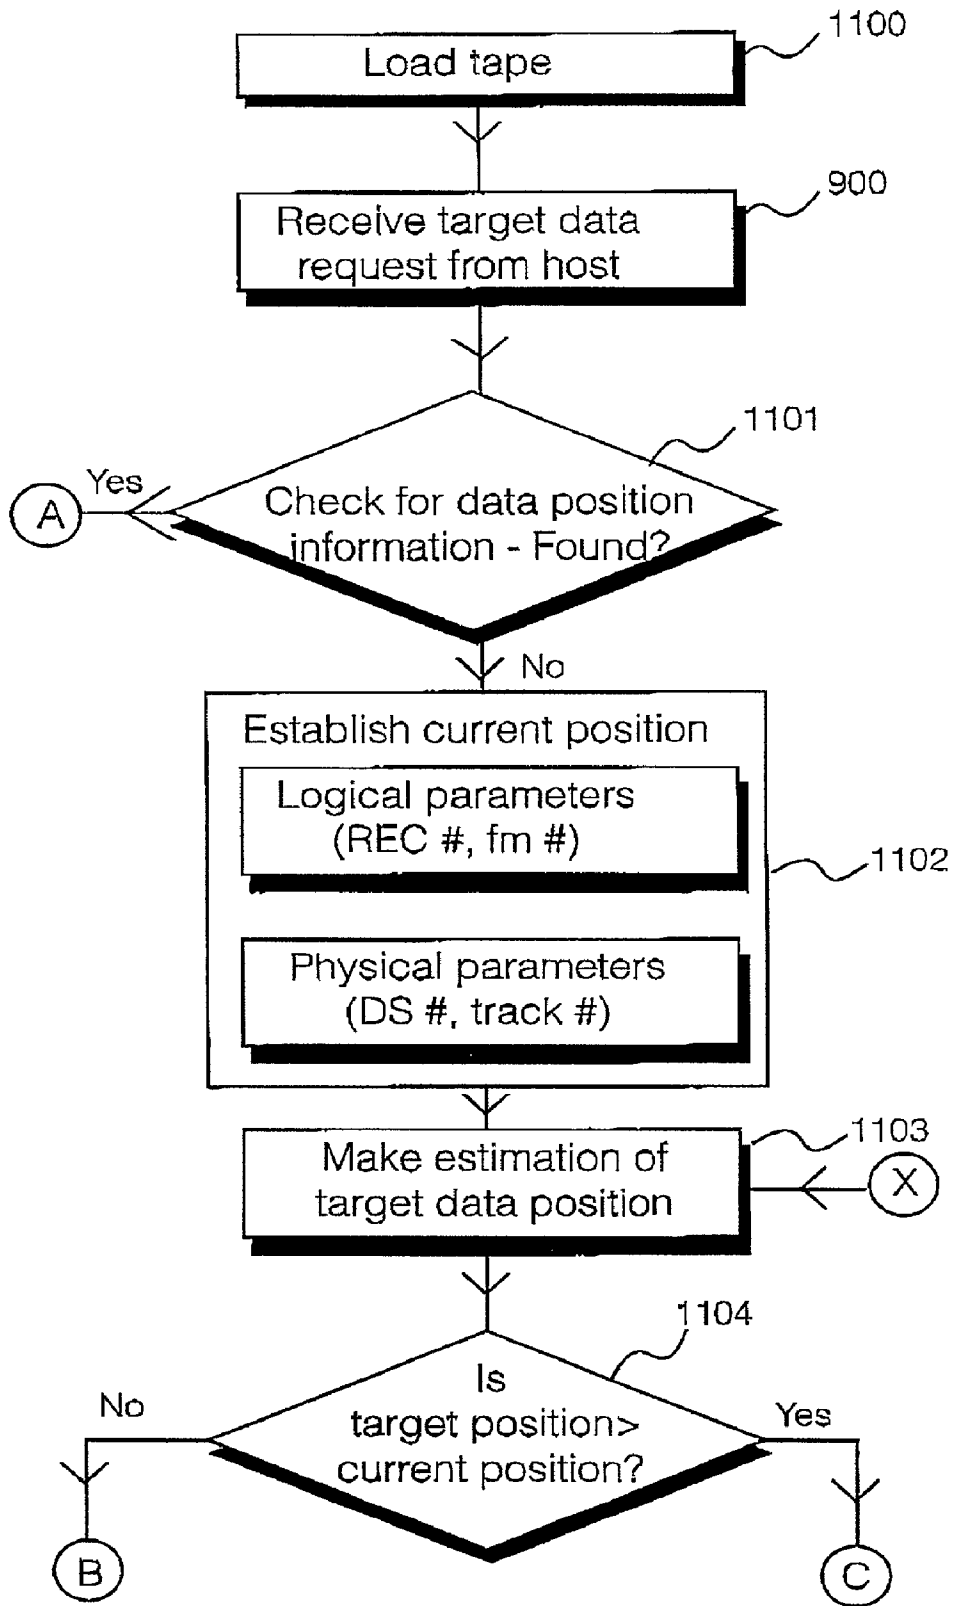 1100
Load tape
900
Receive target data
request from host
1101
Yes
A
Check for data position
information - Found?
No
Establish current position
Logical parameters
(REC #, fm #)
1102
Physical parameters
(DS #, track #)
1103
Make estimation of
target data position
X
1104
Is
target position>
current position?
No
Yes
B
C